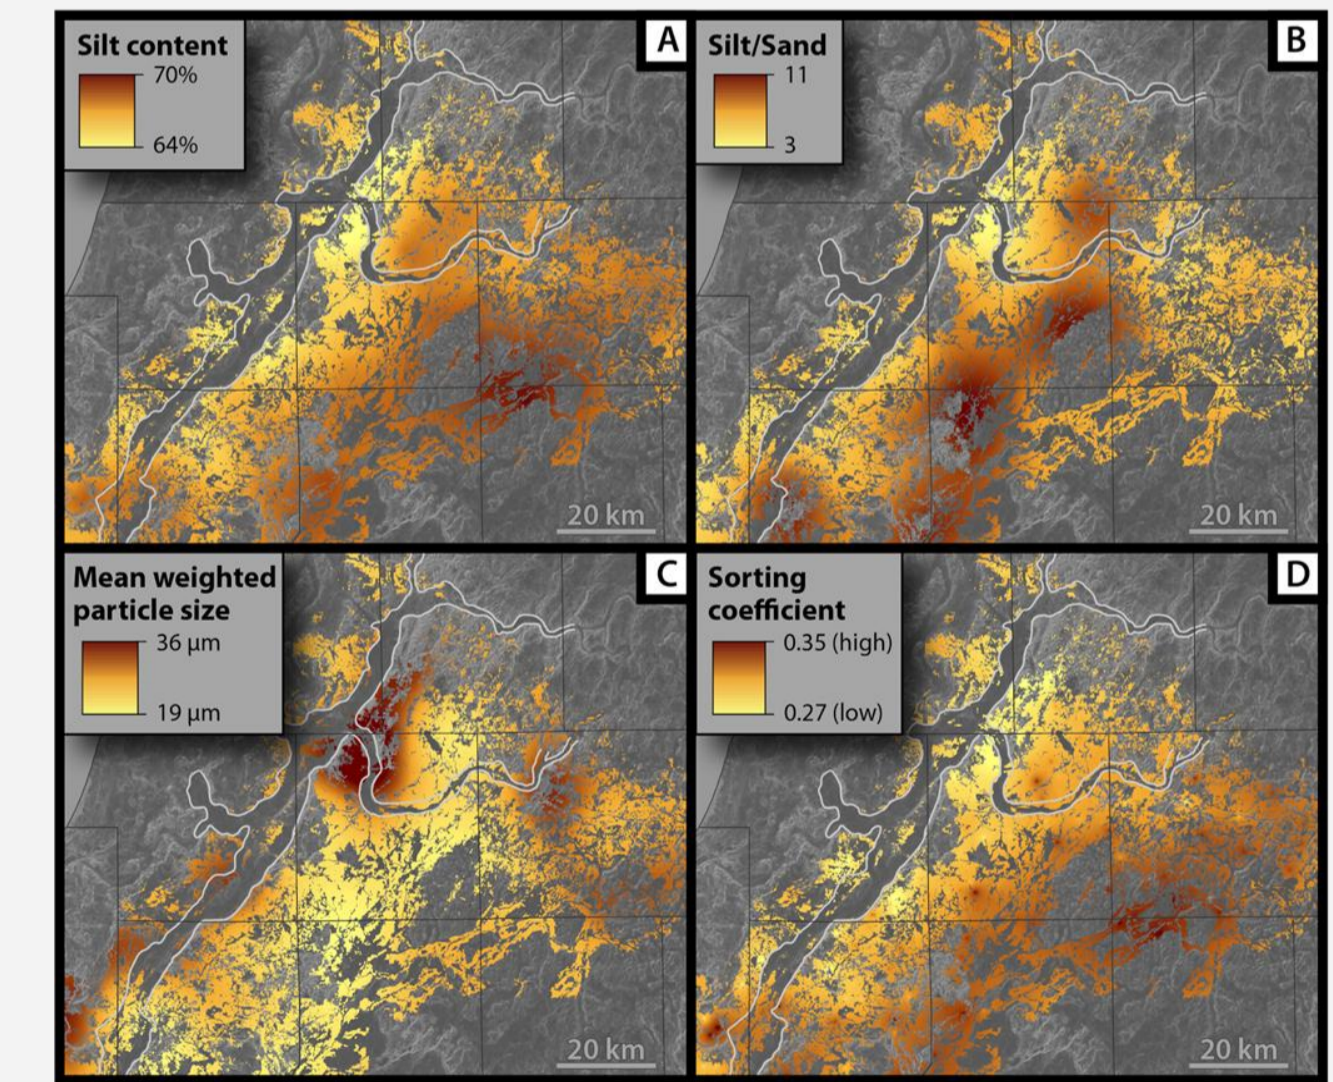 Silt content
70%
64%
A
Silt/Sand
11
3
B
20 km
20 km
Mean weighted
particle size
36 µm
19 µm
C
Sorting
coefficient
0.35 (high)
0.27 (low)
D
20 km
20 km